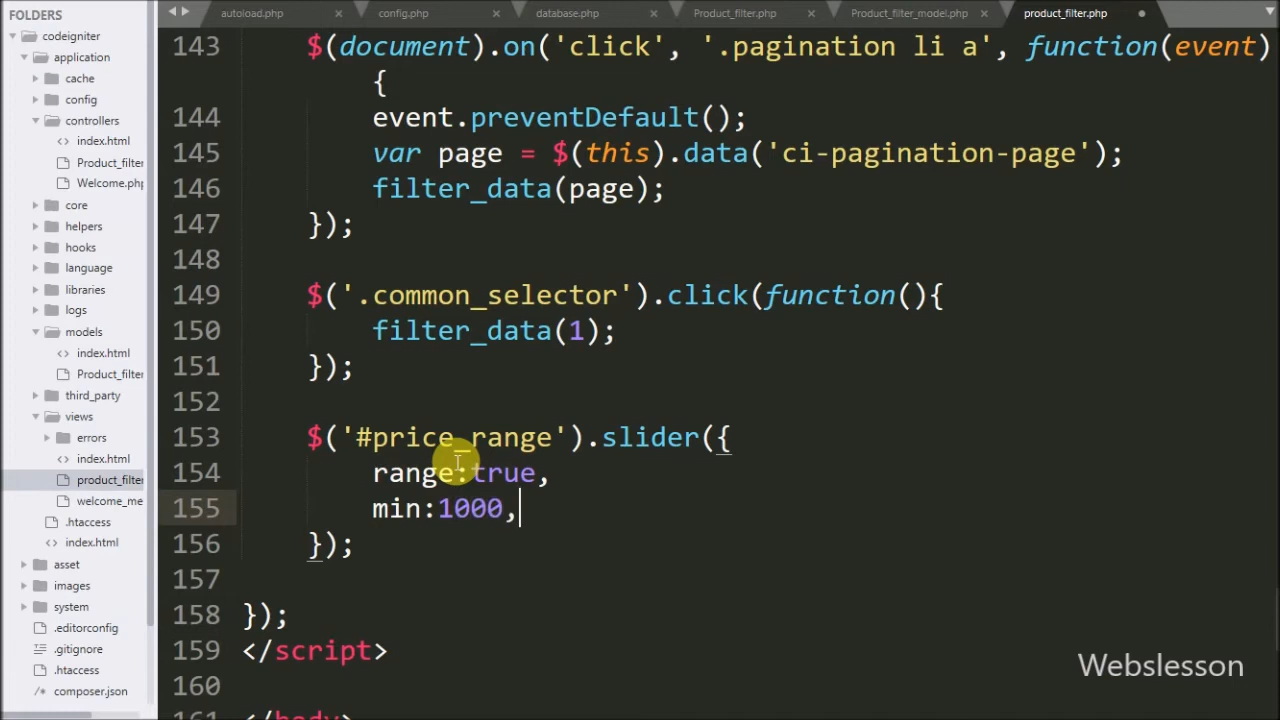 FOLDERS
codeigniter
application
cache
config
controllers
index.html
Product_filter
Welcome.php
core
helpers
hooks
language
libraries
logs
models
index.html
Product_filter
third_party
views
errors
index.html
product_filter
welcome_me
.htaccess
index.html
asset
images
system
.editorconfig
.gitignore
.htaccess
composer.json
autoload.php
config.php
database.php
Product_filter.php
Product_filter_model.php
product_filter.php
143 $(document).on('click', '.pagination li a', function(event)
{
144 event.preventDefault();
145 var page = $(this).data('ci-pagination-page');
146 filter_data(page);
147 });
148
149 $('.common_selector').click(function(){
150 filter_data(1);
151 });
152
153 $('#price_range').slider({
154 range:true,
155 min:1000,
156 });
157
158 });
159 </script>
160
161 </body>
Webslesson